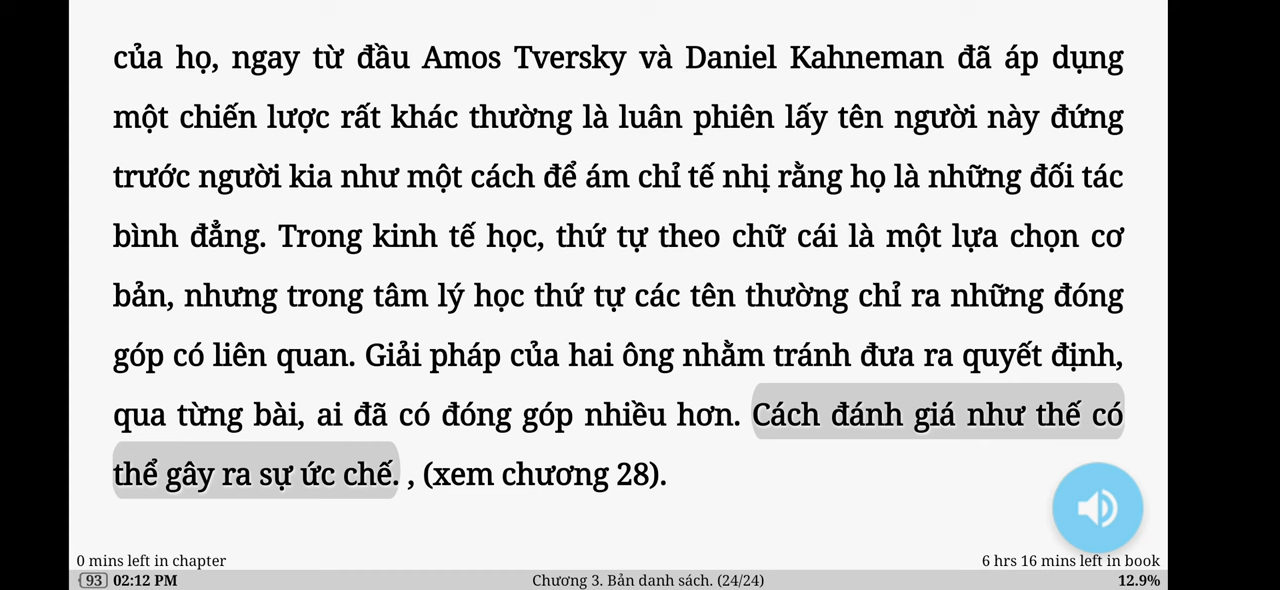 của họ, ngay từ đầu Amos Tversky và Daniel Kahneman đã áp dụng
một chiến lược rất khác thường là luân phiên lấy tên người này đứng
trước người kia như một cách để ám chỉ tế nhị rằng họ là những đối tác
bình đẳng. Trong kinh tế học, thứ tự theo chữ cái là một lựa chọn cơ
bản, nhưng trong tâm lý học thứ tự các tên thường chỉ ra những đóng
góp có liên quan. Giải pháp của hai ông nhằm tránh đưa ra quyết định,
qua từng bài, ai đã có đóng góp nhiều hơn. Cách đánh giá như thế có
thể gây ra sự ức chế. , (xem chương 28).
0 mins left in chapter 6 hrs 16 mins left in book
93 02:12 PM Chương 3. Bản danh sách. (24/24) 12.9%